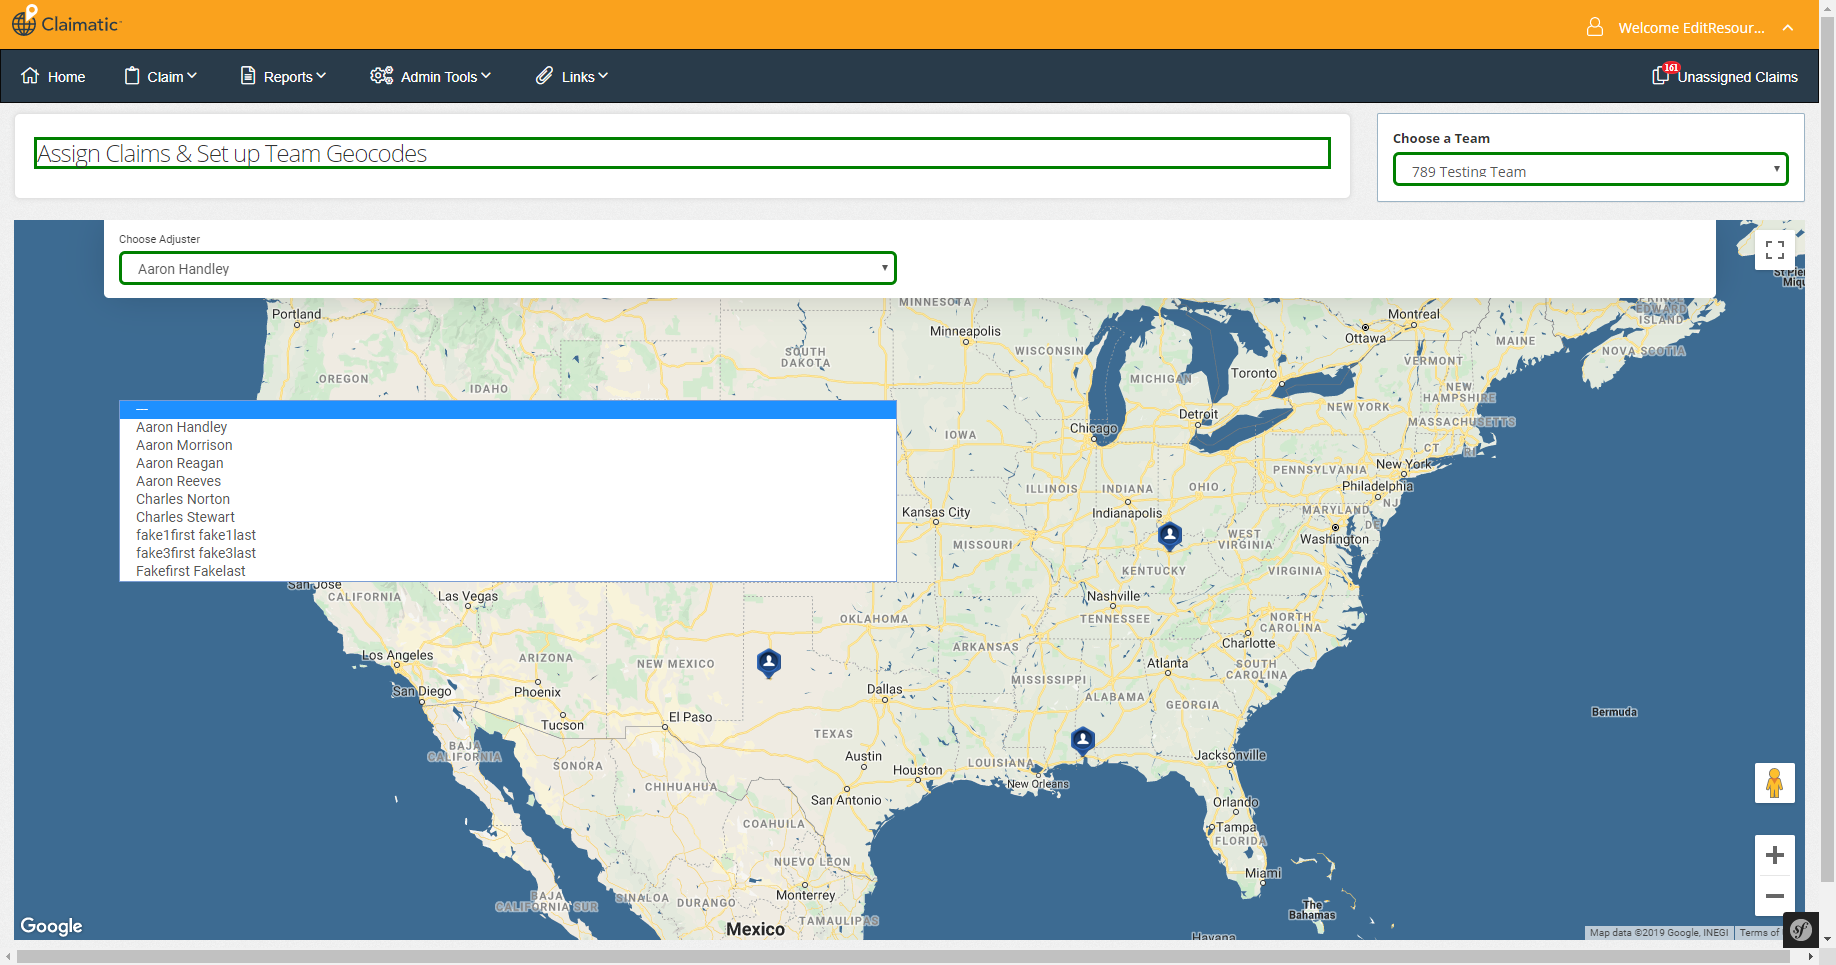 Claimatic
Welcome EditResour...
Home
Claim
Reports
Admin Tools
Links
161
Unassigned Claims
Assign Claims & Set up Team Geocodes
Choose a Team
789 Testing Team
Choose Adjuster
Aaron Handley
—
Aaron Handley
Aaron Morrison
Aaron Reagan
Aaron Reeves
Charles Norton
Charles Stewart
fake1first fake1last
fake3first fake3last
Fakefirst Fakelast
St Pier
Miqu
MINNESOTA
PRINCE
EDWARD
ISLAND
Portland
Montreal
Minneapolis
Ottawa
MAINE
WISCONSIN
SOUTH
DAKOTA
NOVA SCOTIA
VERMONT
OREGON
IDAHO
MICHIGAN
Toronto
NEW
HAMPSHIRE
NEW YORK
Detroit
MASSACHUSETTS
Chicago
IOWA
CT
RI
New York
PENNSYLVANIA
Philadelphia
ILLINOIS
INDIANA
OHIO
NJ
Kansas City
Indianapolis
MARYLAND
DE
WEST
VIRGINIA
Washington
MISSOURI
KENTUCKY
VIRGINIA
San Jose
CALIFORNIA
Las Vegas
Nashville
OKLAHOMA
TENNESSEE
NORTH
CAROLINA
Charlotte
Los Angeles
ARIZONA
NEW MEXICO
ARKANSAS
Atlanta
SOUTH
CAROLINA
San Diego
Phoenix
Dallas
MISSISSIPPI
ALABAMA
GEORGIA
Tucson
El Paso
Bermuda
TEXAS
BAJA
CALIFORNIA
SONORA
Austin
Houston
LOUISIANA
Jacksonville
CHIHUAHUA
New Orleans
San Antonio
Orlando
COAHUILA
Tampa
FLORIDA
NUEVO LEON
Miami
Monterrey
BAJA
CALIFORNIA SUR
SINALOA
DURANGO
The
Bahamas
TAMAULIPAS
Mexico
Havana
Google
Map data ©2019 Google, INEGI
Terms of
sf